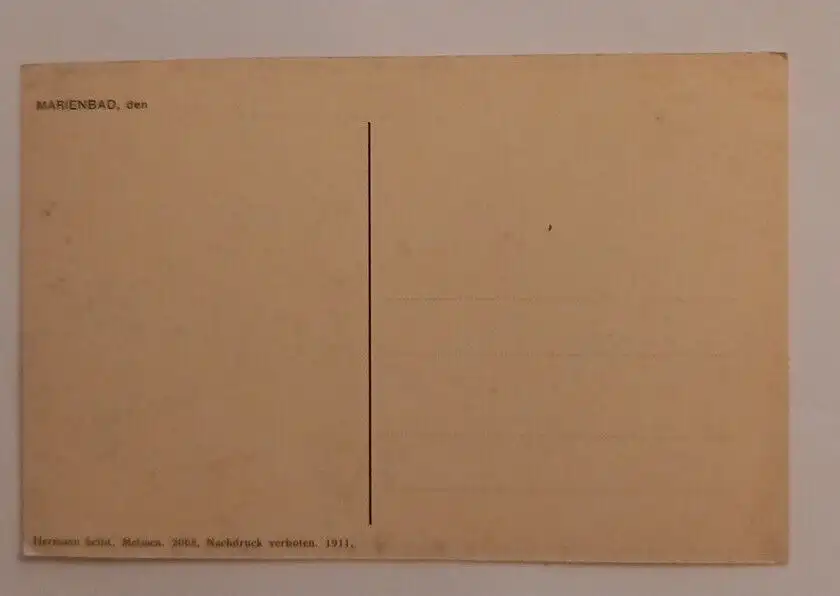 MARIENBAD, den
Hermann Seibt, Meissen. 2068, Nachdruck verboten. 1911.